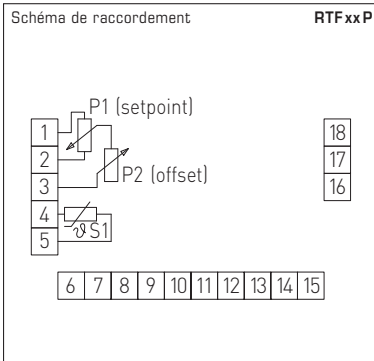 Schéma de raccordement RTFxxP
P1 (setpoint)
1 18
2 17
P2 (offset)
3 16
4
ϑ S1
5
6 7 8 9 10 11 12 13 14 15